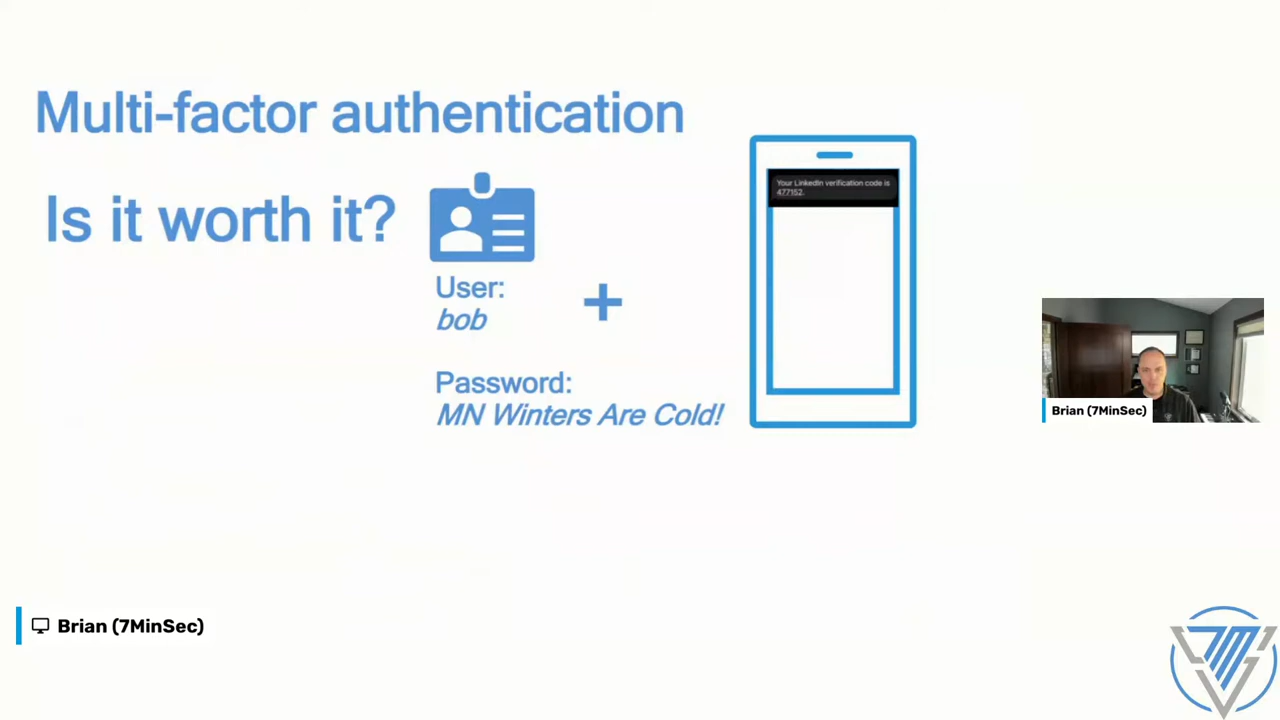 Multi-factor authentication
Is it worth it?
User:
bob
+
Password:
MN Winters Are Cold!
Your LinkedIn verification code is
477152.
Brian (7MinSec)
Brian (7MinSec)
7M